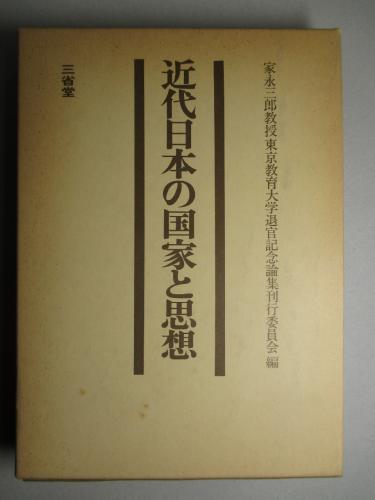 家永三郎教授東京教育大学退官記念論集刊行委員会 編
近代日本の国家と思想
三省堂